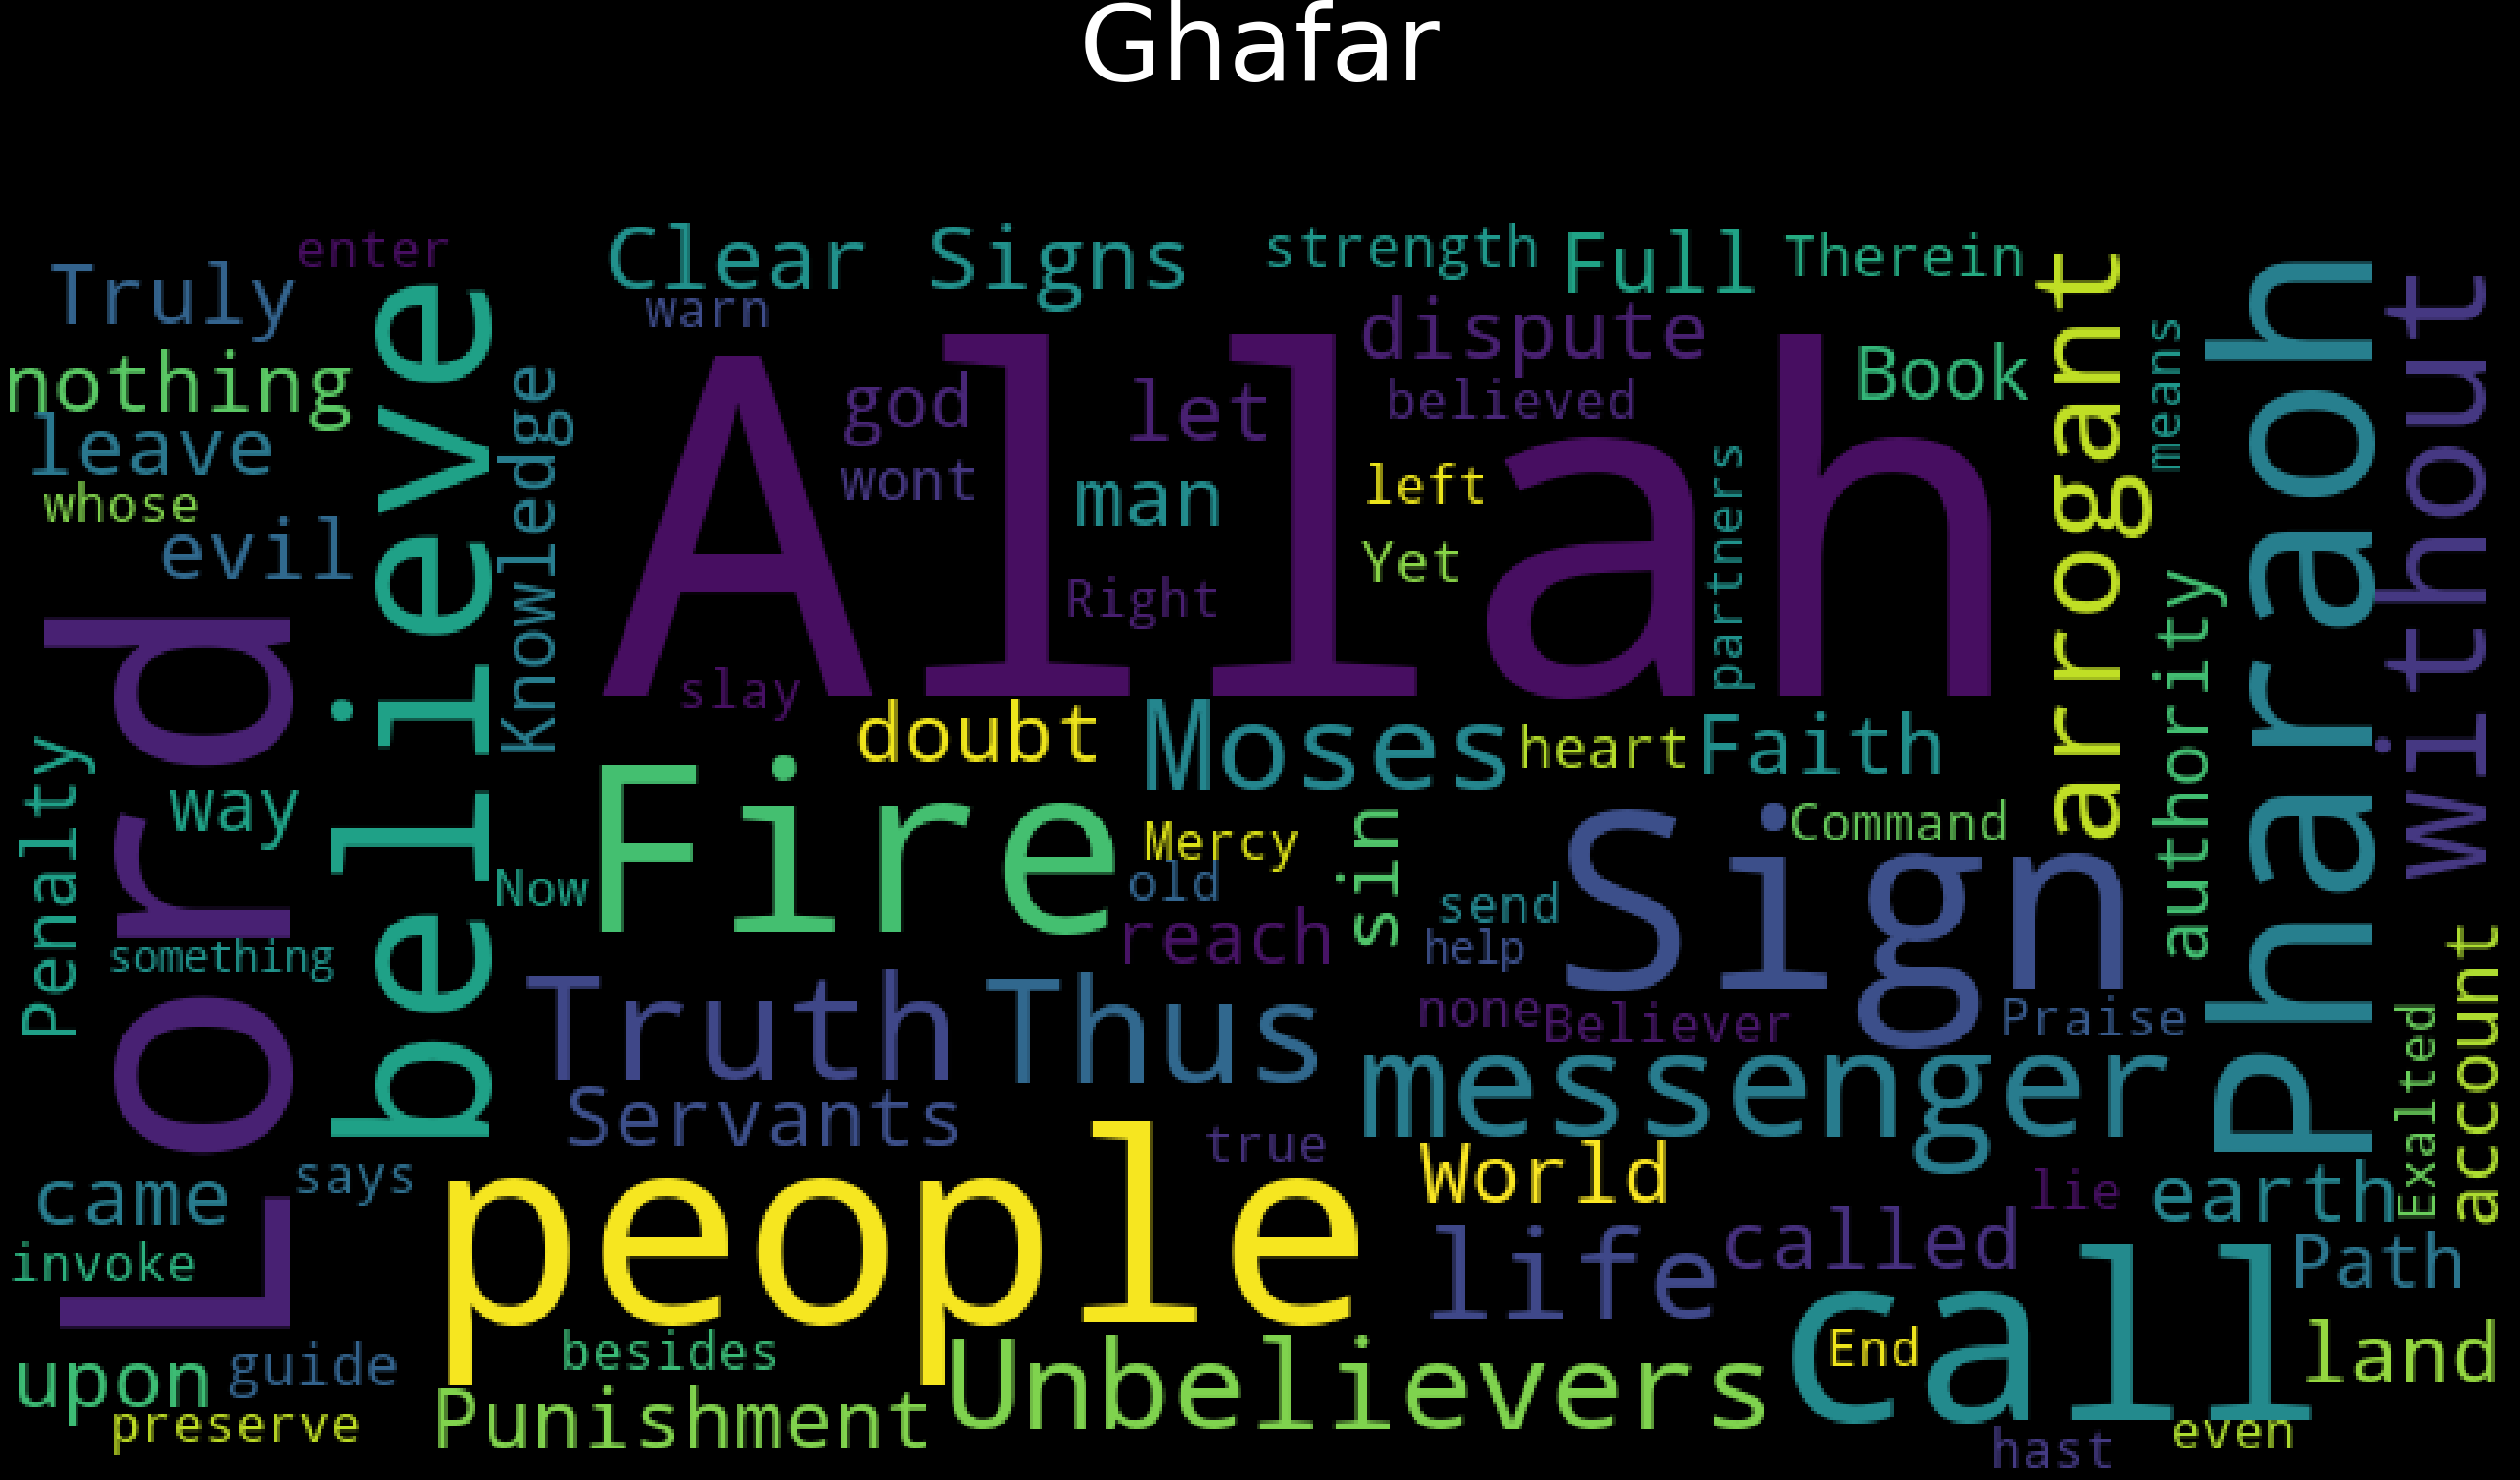 Ghafar
enter
Clear Signs
strength
Full
Therein
Truly
warn
dispute
nothing
god
let
believed
Book
arrogant
means
Pharaoh
without
leave
believe
Knowledge
Allah
wont
man
left
partners
whose
evil
Yet
Right
authority
Lord
slay
doubt
Moses
heart
Faith
Penalty
way
Fire
Mercy
sin
Sign
Command
Now
old
send
something
reach
help
Truth
Thus
none
Believer
Praise
Exalted
account
Servants
messenger
true
World
came
says
people
lie
earth
invoke
life
called
Path
upon
guide
besides
call
End
land
preserve
Punishment
Unbelievers
even
hast